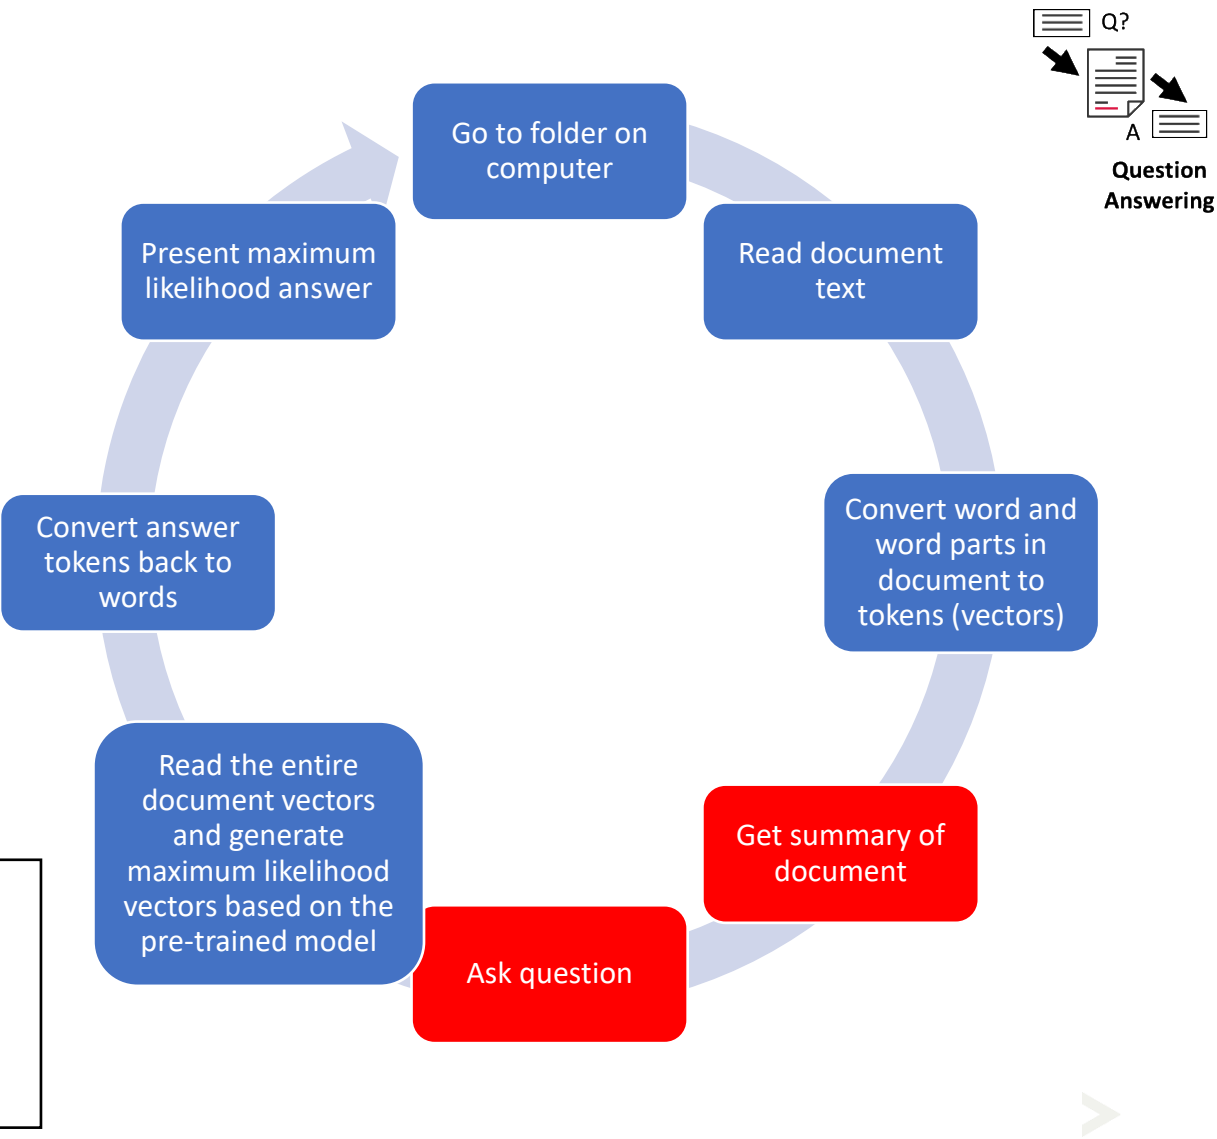 Q?
A
Question
Answering
Go to folder on
computer
Read document
text
Convert word and
word parts in
document to
tokens (vectors)
Get summary of
document
Ask question
Read the entire
document vectors
and generate
maximum likelihood
vectors based on the
pre-trained model
Convert answer
tokens back to
words
Present maximum
likelihood answer